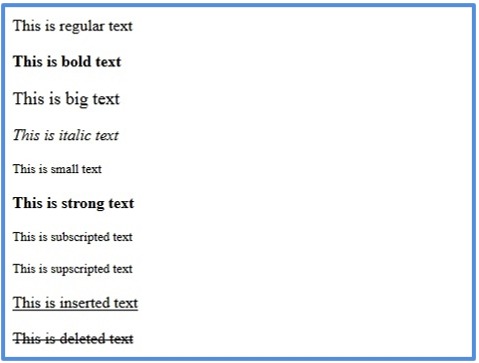 This is regular text
This is bold text
This is big text
This is italic text
This is small text
This is strong text
This is subscripted text
This is supscripted text
This is inserted text
This is deleted text